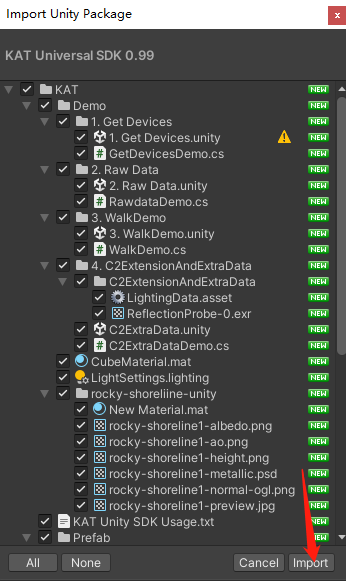 Import Unity Package
x
KAT Universal SDK 0.99
KAT NEW
Demo NEW
1. Get Devices NEW
1. Get Devices.unity NEW
# GetDevicesDemo.cs NEW
2. Raw Data NEW
2. Raw Data.unity NEW
# RawdataDemo.cs NEW
3. WalkDemo NEW
3. WalkDemo.unity NEW
# WalkDemo.cs NEW
4. C2ExtensionAndExtraData NEW
C2ExtensionAndExtraData NEW
LightingData.asset NEW
ReflectionProbe-0.exr NEW
C2ExtraData.unity NEW
# C2ExtraDataDemo.cs NEW
CubeMaterial.mat NEW
LightSettings.lighting NEW
rocky-shoreliine-unity NEW
New Material.mat NEW
rocky-shoreline1-albedo.png NEW
rocky-shoreline1-ao.png NEW
rocky-shoreline1-height.png NEW
rocky-shoreline1-metallic.psd NEW
rocky-shoreline1-normal-ogl.png NEW
rocky-shoreline1-preview.jpg NEW
KAT Unity SDK Usage.txt NEW
Prefab NEW
All None Cancel Import